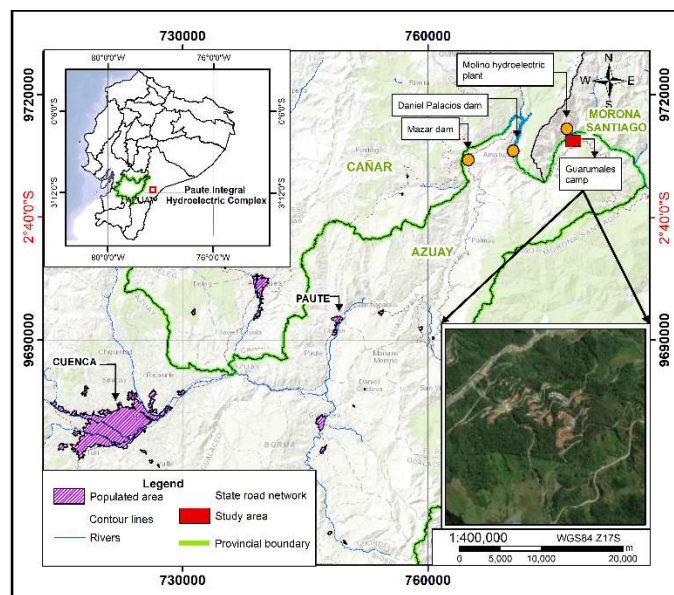 730000
760000
80°0'0"W
76°0'0"W
0°6'0"S
0°6'0"S
3°12'0"S
3°12'0"S
AZUAY
Paute Integral
Hydroelectric Complex
80°0'0"W
76°0'0"W
Molino hydroelectric
plant
N
W
E
S
Daniel Palacios dam
MORONA
SANTIAGO
Mazar dam
CAÑAR
Guarumales
camp
AZUAY
9720000
9720000
2°40'0"S
2°40'0"S
PAUTE
9690000
9690000
CUENCA
Legend
Populated area
State road network
Contour lines
Study area
Rivers
Provincial boundary
1:400,000
WGS84 Z17S
0
5,000
10,000
20,000
m
730000
760000